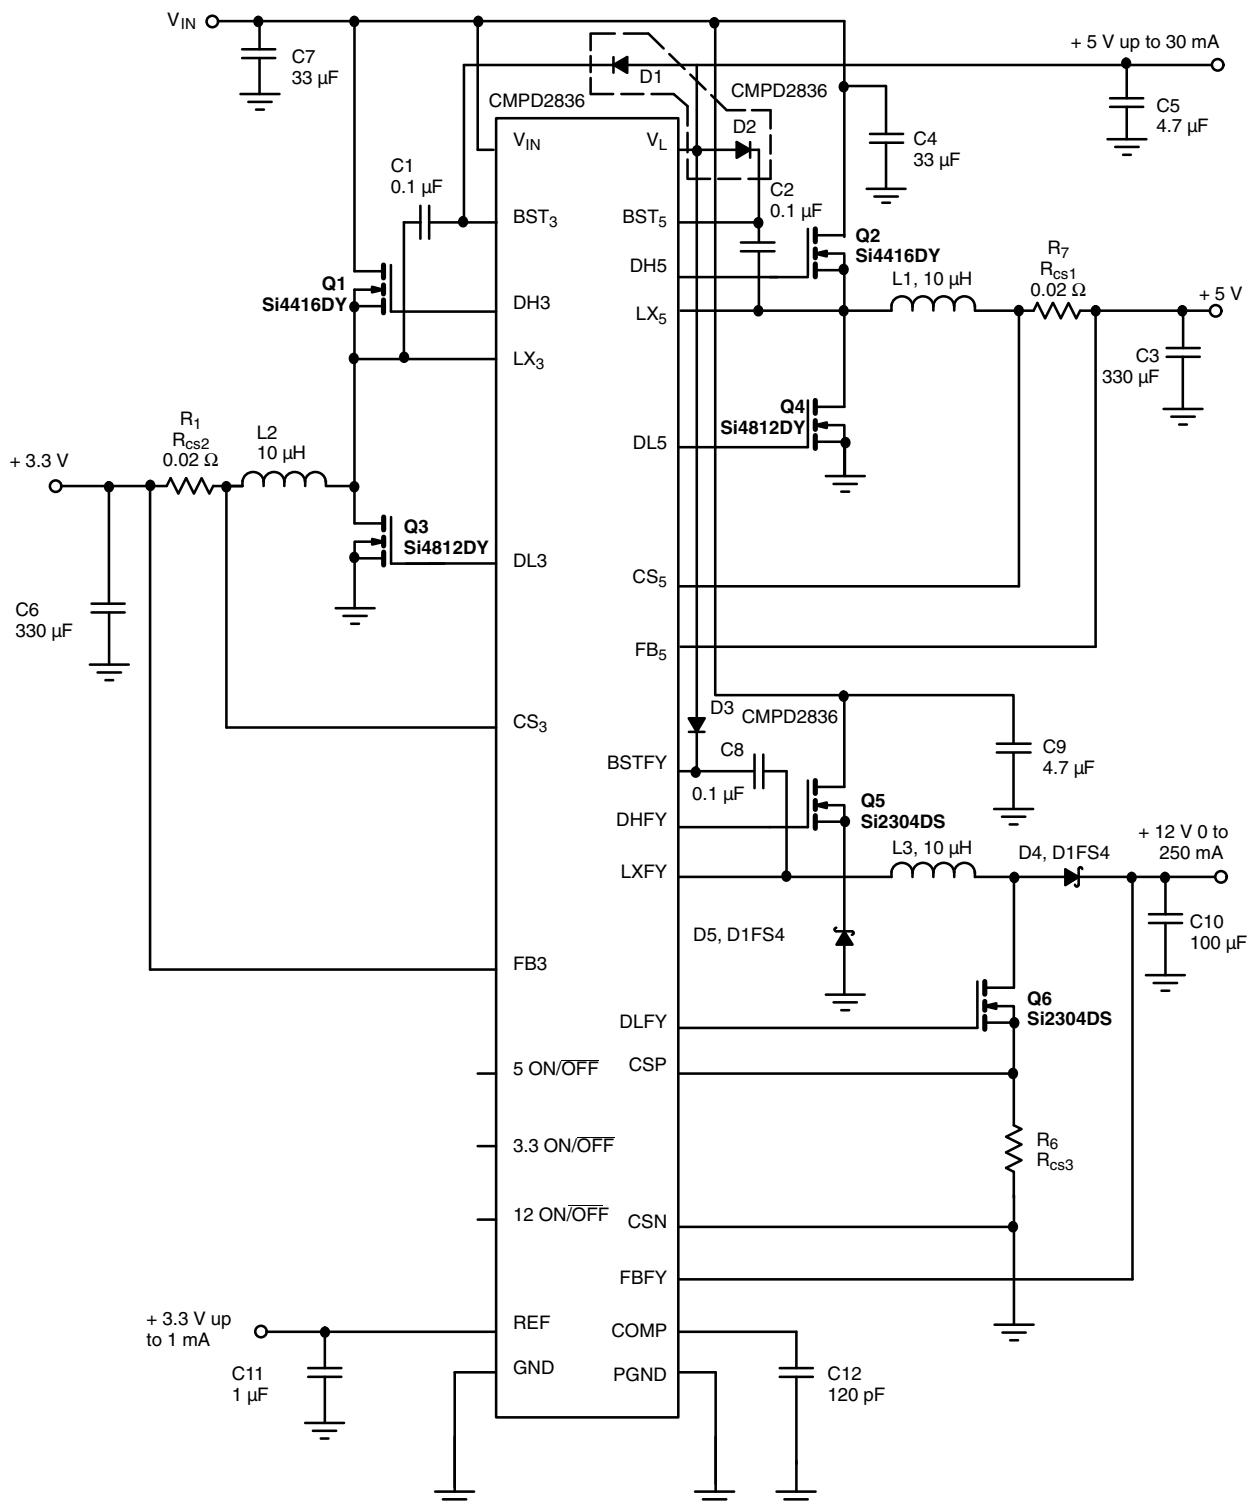 V_IN
C7
33 µF
D1
+ 5 V up to 30 mA
CMPD2836
CMPD2836
C5
4.7 µF
C4
33 µF
D2
V_IN
V_L
C1
0.1 µF
C2
0.1 µF
BST_3
BST_5
Q2
Si4416DY
DH5
R_7
R_cs1
0.02 Ω
L1, 10 µH
Q1
Si4416DY
DH3
LX_5
+ 5 V
LX_3
C3
330 µF
Q4
Si4812DY
DL5
R_1
R_cs2
0.02 Ω
L2
10 µH
+ 3.3 V
Q3
Si4812DY
DL3
CS_5
C6
330 µF
FB_5
D3
CMPD2836
CS_3
C8
0.1 µF
C9
4.7 µF
BSTFY
Q5
Si2304DS
DHFY
+ 12 V 0 to
250 mA
L3, 10 µH
D4, D1FS4
LXFY
D5, D1FS4
C10
100 µF
FB3
Q6
Si2304DS
DLFY
CSP
5 ON/O̅F̅F̅
3.3 ON/O̅F̅F̅
R_6
R_cs3
12 ON/O̅F̅F̅
CSN
FBFY
+ 3.3 V up
to 1 mA
REF
COMP
GND
PGND
C11
1 µF
C12
120 pF